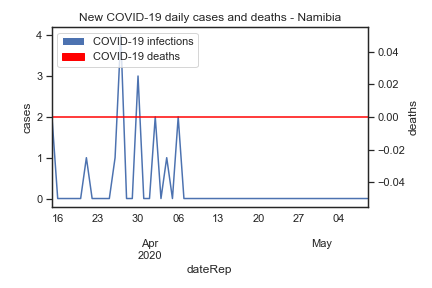 New COVID-19 daily cases and deaths - Namibia
COVID-19 infections
COVID-19 deaths
4
3
2
1
0
cases
0.04
0.02
0.00
−0.02
−0.04
deaths
16 23 30 06 13 20 27 04
Apr May
2020
dateRep